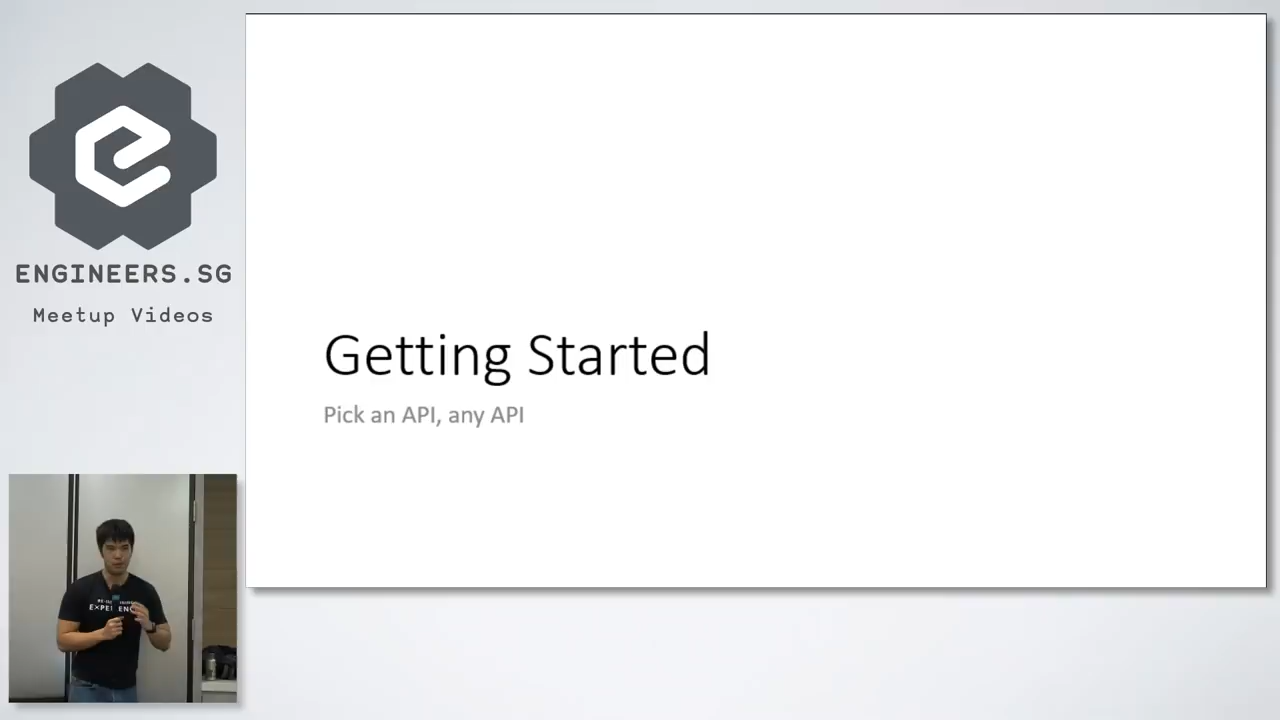 ENGINEERS.SG
Meetup Videos
Getting Started
Pick an API, any API